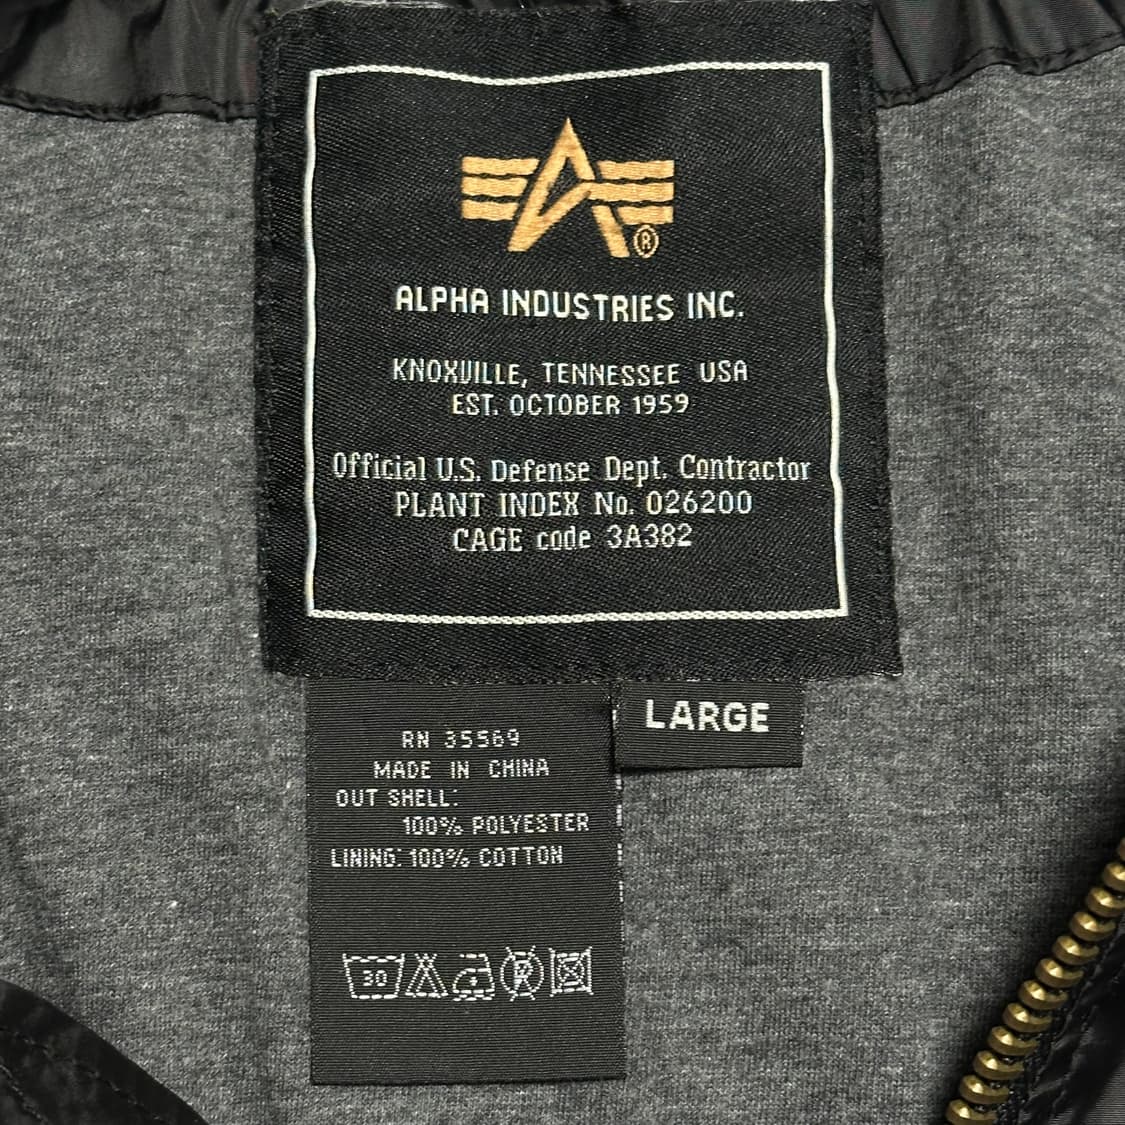 ®
ALPHA INDUSTRIES INC.
KNOXVILLE, TENNESSEE USA
EST. OCTOBER 1959
Official U.S. Defense Dept. Contractor
PLANT INDEX No. 026200
CAGE code 3A382
LARGE
RN 35569
MADE IN CHINA
OUT SHELL:
100% POLYESTER
LINING: 100% COTTON
30 P